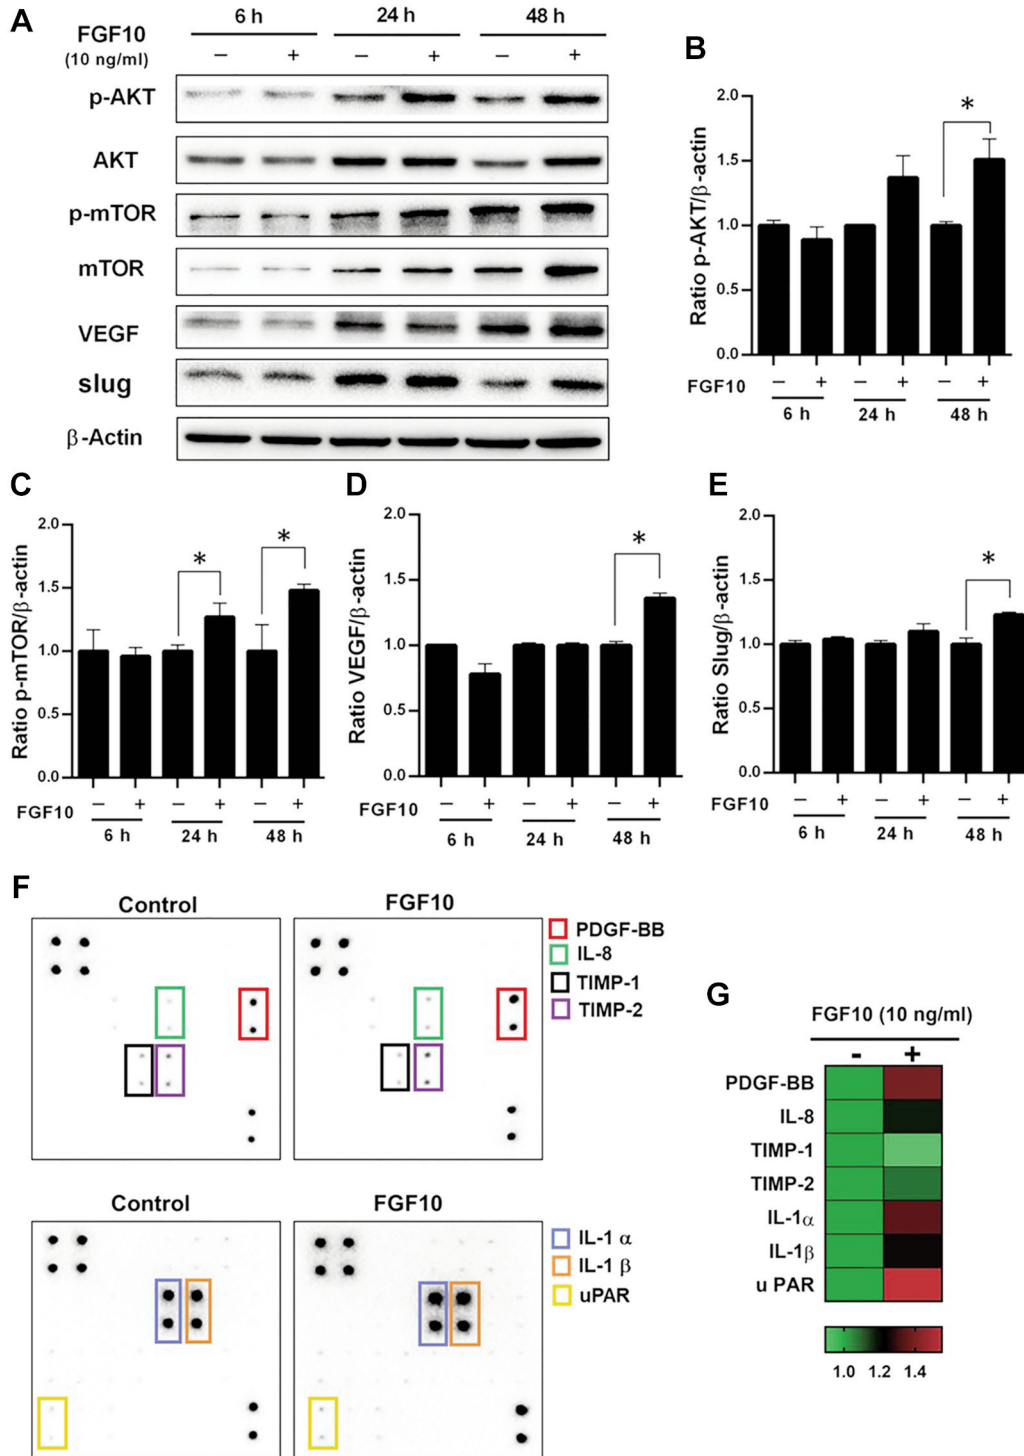 A
6 h
24 h
48 h
FGF10
(10 ng/ml)
– + – + – +
p-AKT
AKT
p-mTOR
mTOR
VEGF
slug
β-Actin
B
Ratio p-AKT/β-actin
2.0
1.5
1.0
0.5
0.0
*
FGF10 – + – + – +
6 h 24 h 48 h
C
Ratio p-mTOR/β-actin
2.0
1.5
1.0
0.5
0.0
* *
FGF10 – + – + – +
6 h 24 h 48 h
D
Ratio VEGF/β-actin
2.0
1.5
1.0
0.5
0.0
*
FGF10 – + – + – +
6 h 24 h 48 h
E
Ratio Slug/β-actin
2.0
1.5
1.0
0.5
0.0
*
FGF10 – + – + – +
6 h 24 h 48 h
F
Control FGF10
PDGF-BB
IL-8
TIMP-1
TIMP-2
Control FGF10
IL-1 α
IL-1 β
uPAR
G
FGF10 (10 ng/ml)
- +
PDGF-BB
IL-8
TIMP-1
TIMP-2
IL-1α
IL-1β
u PAR
1.0 1.2 1.4